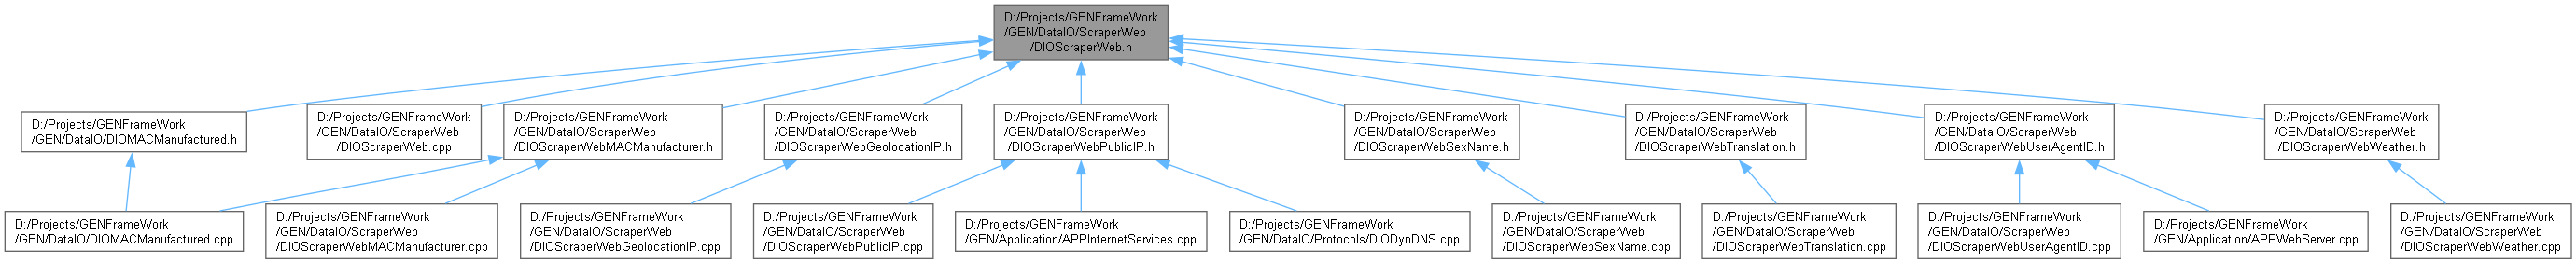 D:/Projects/GENFrameWork
/GEN/DataIO/ScraperWeb
/DIOScraperWeb.h
D:/Projects/GENFrameWork
/GEN/DataIO/DIOMACManufactured.h
D:/Projects/GENFrameWork
/GEN/DataIO/ScraperWeb
/DIOScraperWeb.cpp
D:/Projects/GENFrameWork
/GEN/DataIO/ScraperWeb
/DIOScraperWebMACManufacturer.h
D:/Projects/GENFrameWork
/GEN/DataIO/ScraperWeb
/DIOScraperWebGeolocationIP.h
D:/Projects/GENFrameWork
/GEN/DataIO/ScraperWeb
/DIOScraperWebPublicIP.h
D:/Projects/GENFrameWork
/GEN/DataIO/ScraperWeb
/DIOScraperWebSexName.h
D:/Projects/GENFrameWork
/GEN/DataIO/ScraperWeb
/DIOScraperWebTranslation.h
D:/Projects/GENFrameWork
/GEN/DataIO/ScraperWeb
/DIOScraperWebUserAgentID.h
D:/Projects/GENFrameWork
/GEN/DataIO/ScraperWeb
/DIOScraperWebWeather.h
D:/Projects/GENFrameWork
/GEN/DataIO/DIOMACManufactured.cpp
D:/Projects/GENFrameWork
/GEN/DataIO/ScraperWeb
/DIOScraperWebMACManufacturer.cpp
D:/Projects/GENFrameWork
/GEN/DataIO/ScraperWeb
/DIOScraperWebGeolocationIP.cpp
D:/Projects/GENFrameWork
/GEN/DataIO/ScraperWeb
/DIOScraperWebPublicIP.cpp
D:/Projects/GENFrameWork
/GEN/Application/APPInternetServices.cpp
D:/Projects/GENFrameWork
/GEN/DataIO/Protocols/DIODynDNS.cpp
D:/Projects/GENFrameWork
/GEN/DataIO/ScraperWeb
/DIOScraperWebSexName.cpp
D:/Projects/GENFrameWork
/GEN/DataIO/ScraperWeb
/DIOScraperWebTranslation.cpp
D:/Projects/GENFrameWork
/GEN/DataIO/ScraperWeb
/DIOScraperWebUserAgentID.cpp
D:/Projects/GENFrameWork
/GEN/Application/APPWebServer.cpp
D:/Projects/GENFrameWork
/GEN/DataIO/ScraperWeb
/DIOScraperWebWeather.cpp